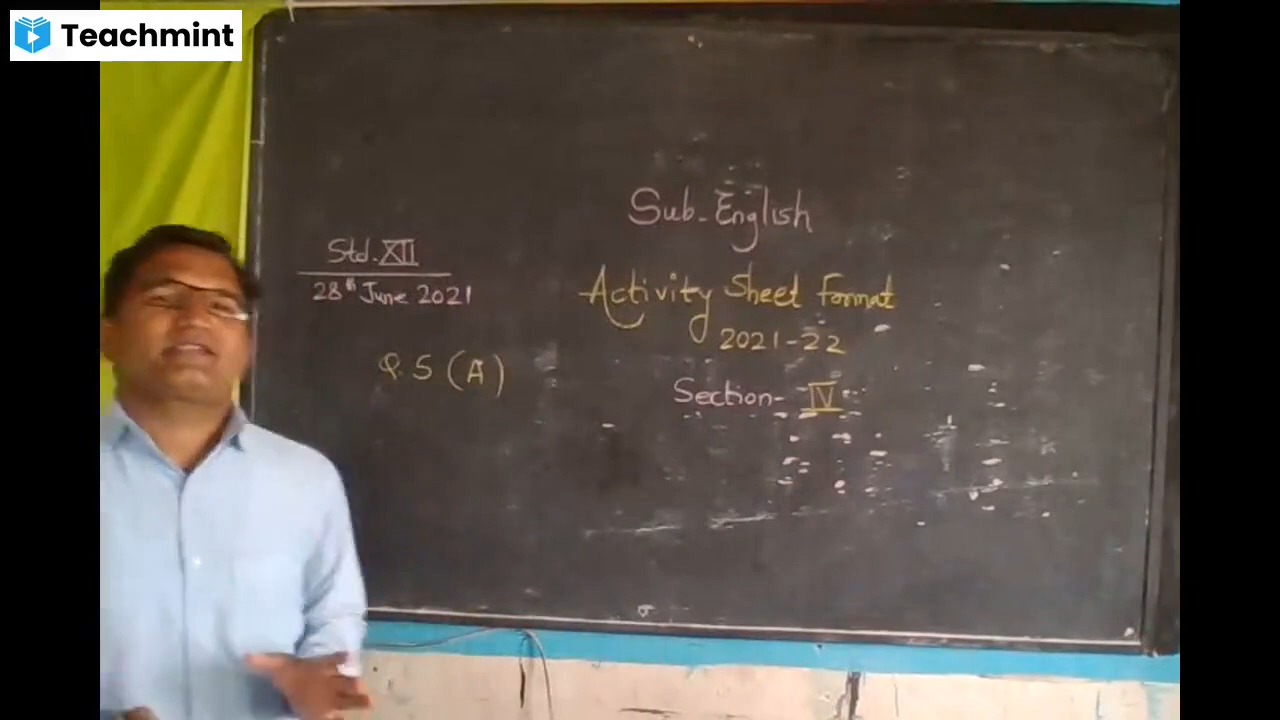 Teachmint
Sub-English
Std. XII
28th June 2021
Activity Sheet Format
2021-22
Q. 5 (A)
Section- IV